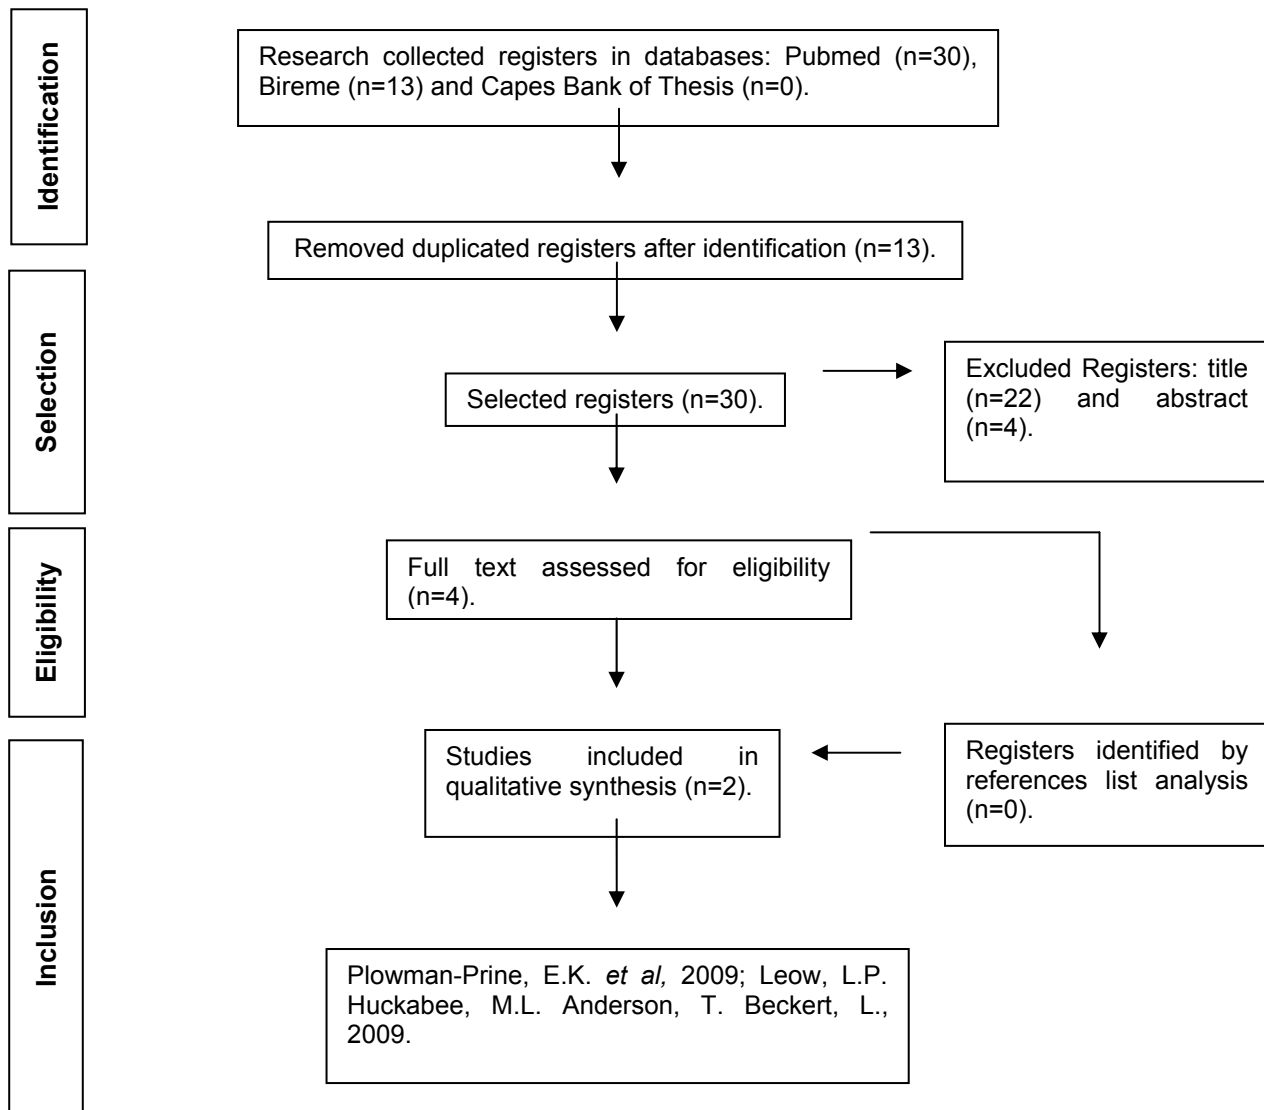 Identification
Research collected registers in databases: Pubmed (n=30),
Bireme (n=13) and Capes Bank of Thesis (n=0).
Removed duplicated registers after identification (n=13).
Selection
Selected registers (n=30).
Excluded Registers: title
(n=22) and abstract
(n=4).
Eligibility
Full text assessed for eligibility
(n=4).
Inclusion
Studies included in
qualitative synthesis (n=2).
Registers identified by
references list analysis
(n=0).
Plowman-Prine, E.K. et al, 2009; Leow, L.P.
Huckabee, M.L. Anderson, T. Beckert, L.,
2009.